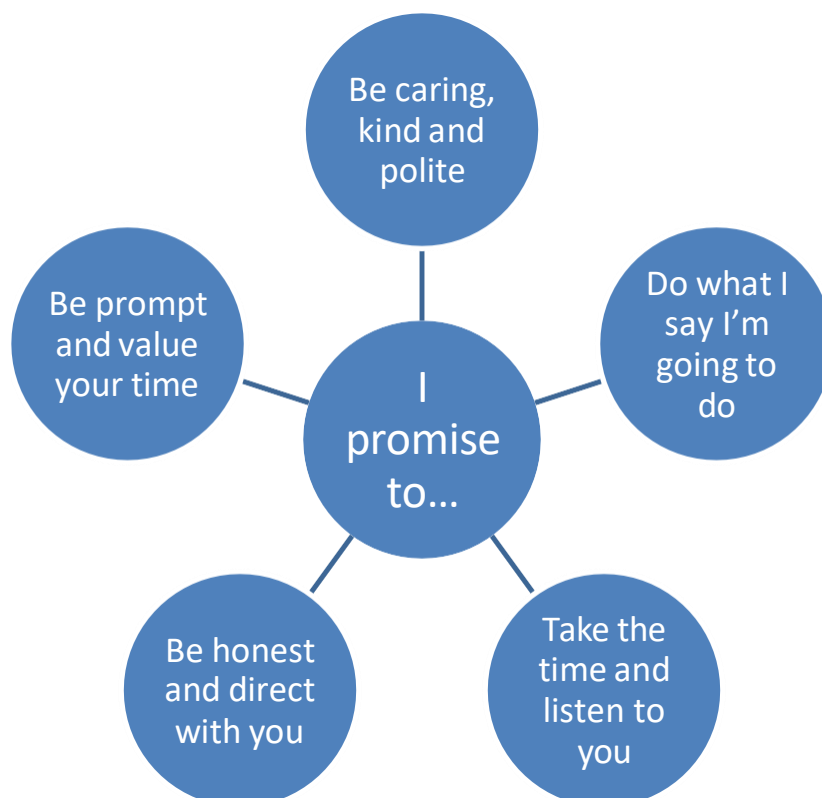 Be caring,
kind and
polite
Be prompt
and value
your time
Do what I
say I’m
going to
do
I
promise
to…
Be honest
and direct
with you
Take the
time and
listen to
you